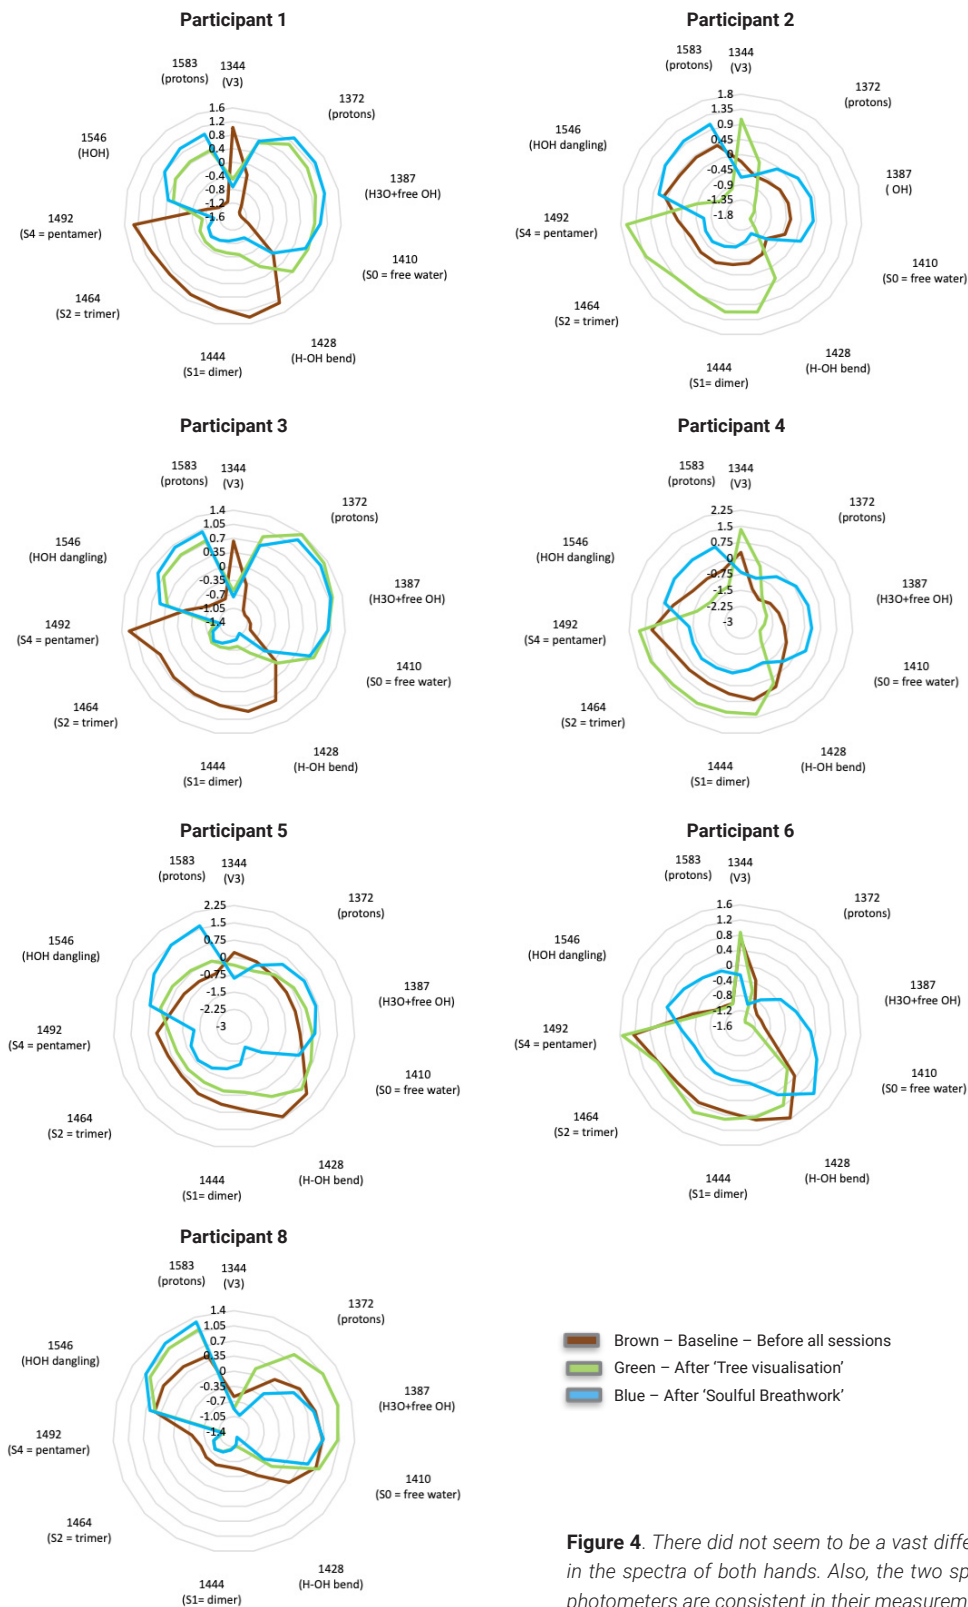 Participant 1
1583
(protons)
1344
(V3)
1372
(protons)
1546
(HOH)
1387
(H3O+free OH)
1492
(S4 = pentamer)
1410
(S0 = free water)
1464
(S2 = trimer)
1428
(H-OH bend)
1444
(S1= dimer)
1.6
1.2
0.8
0.4
0
-0.4
-0.8
-1.2
-1.6
Participant 2
1583
(protons)
1344
(V3)
1372
(protons)
1546
(HOH dangling)
1387
( OH)
1492
(S4 = pentamer)
1410
(S0 = free water)
1464
(S2 = trimer)
1428
(H-OH bend)
1444
(S1= dimer)
1.8
1.35
0.9
0.45
0
-0.45
-0.9
-1.35
-1.8
Participant 3
1583
(protons)
1344
(V3)
1372
(protons)
1546
(HOH dangling)
1387
(H3O+free OH)
1492
(S4 = pentamer)
1410
(S0 = free water)
1464
(S2 = trimer)
1428
(H-OH bend)
1444
(S1= dimer)
1.4
1.05
0.7
0.35
0
-0.35
-0.7
-1.05
-1.4
Participant 4
1583
(protons)
1344
(V3)
1372
(protons)
1546
(HOH dangling)
1387
(H3O+free OH)
1492
(S4 = pentamer)
1410
(S0 = free water)
1464
(S2 = trimer)
1428
(H-OH bend)
1444
(S1= dimer)
2.25
1.5
0.75
0
-0.75
-1.5
-2.25
-3
Participant 5
1583
(protons)
1344
(V3)
1372
(protons)
1546
(HOH dangling)
1387
(H3O+free OH)
1492
(S4 = pentamer)
1410
(S0 = free water)
1464
(S2 = trimer)
1428
(H-OH bend)
1444
(S1= dimer)
2.25
1.5
0.75
0
-0.75
-1.5
-2.25
-3
Participant 6
1583
(protons)
1344
(V3)
1372
(protons)
1546
(HOH dangling)
1387
(H3O+free OH)
1492
(S4 = pentamer)
1410
(S0 = free water)
1464
(S2 = trimer)
1428
(H-OH bend)
1444
(S1= dimer)
1.6
1.2
0.8
0.4
0
-0.4
-0.8
-1.2
-1.6
Participant 8
1583
(protons)
1344
(V3)
1372
(protons)
1546
(HOH dangling)
1387
(H3O+free OH)
1492
(S4 = pentamer)
1410
(S0 = free water)
1464
(S2 = trimer)
1428
(H-OH bend)
1444
(S1= dimer)
1.4
1.05
0.7
0.35
0
-0.35
-0.7
-1.05
-1.4
Brown – Baseline – Before all sessions
Green – After 'Tree visualisation'
Blue – After 'Soulful Breathwork'
Figure 4. There did not seem to be a vast diffe
in the spectra of both hands. Also, the two sp
photometers are consistent in their measurem